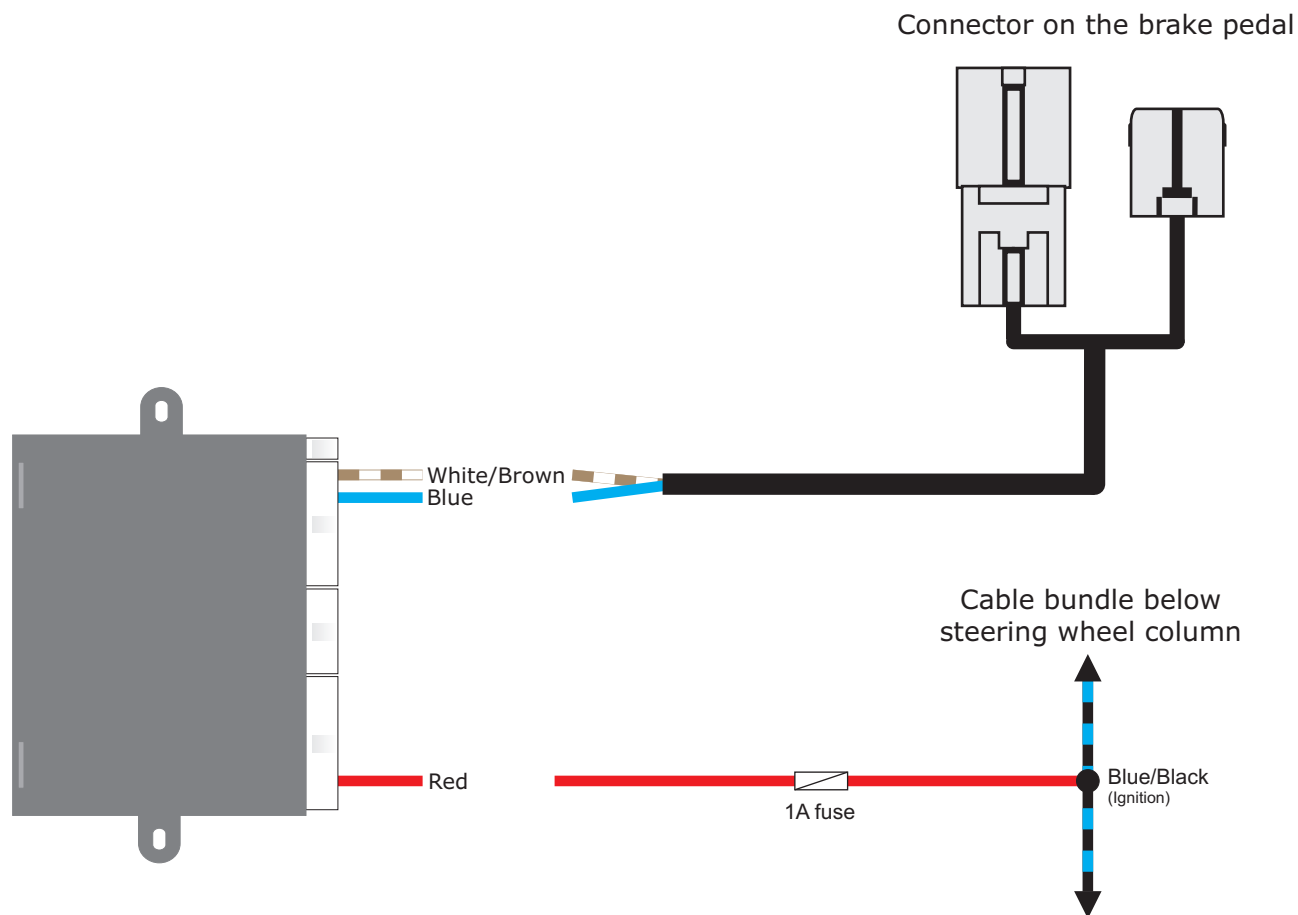 Connector on the brake pedal
White/Brown
Blue
Cable bundle below
steering wheel column
Red
1A fuse
Blue/Black
(Ignition)